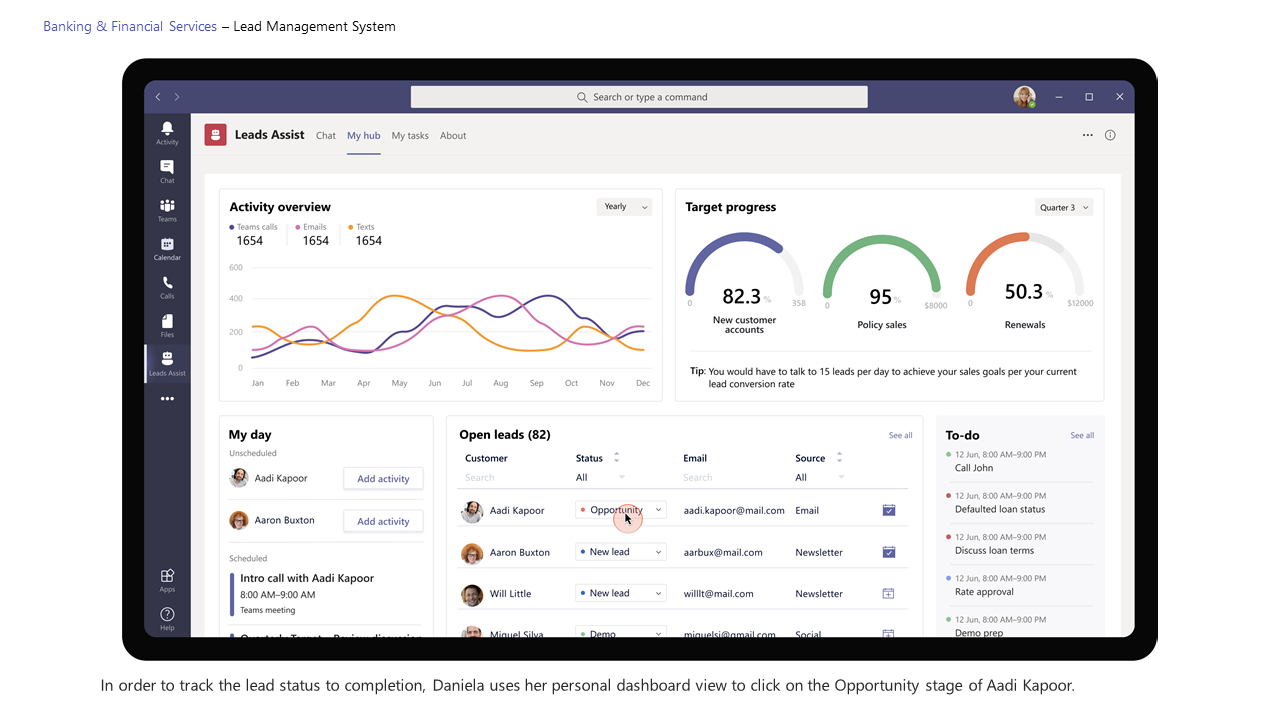 Banking & Financial Services – Lead Management System
Search or type a command
Activity
Chat
Teams
Calendar
Calls
Files
Leads Assist
Apps
Help
Leads Assist Chat My hub My tasks About
Activity overview
Yearly
Teams calls Emails Texts
1654 1654 1654
600
400
200
0
Jan Feb Mar Apr May Jun Jul Aug Sep Oct Nov Dec
Target progress
Quarter 3
82.3 %
0 358
New customer
accounts
95 %
0 $8000
Policy sales
50.3 %
0 $12000
Renewals
Tip: You would have to talk to 15 leads per day to achieve your sales goals per your current
lead conversion rate
My day
Unscheduled
Aadi Kapoor Add activity
Aaron Buxton Add activity
Scheduled
Intro call with Aadi Kapoor
8:00 AM–9:00 AM
Teams meeting
Quarterly Target – Review discussion
Open leads (82) See all
Customer Status Email Source
Search All Search All
Aadi Kapoor Opportunity aadi.kapoor@mail.com Email
Aaron Buxton New lead aarbux@mail.com Newsletter
Will Little New lead willlt@mail.com Newsletter
Miguel Silva Demo miguelsi@gmail.com Social
To-do See all
12 Jun, 8:00 AM–9:00 PM
Call John
12 Jun, 8:00 AM–9:00 PM
Defaulted loan status
12 Jun, 8:00 AM–9:00 PM
Discuss loan terms
12 Jun, 8:00 AM–9:00 PM
Rate approval
12 Jun, 8:00 AM–9:00 PM
Demo prep
In order to track the lead status to completion, Daniela uses her personal dashboard view to click on the Opportunity stage of Aadi Kapoor.